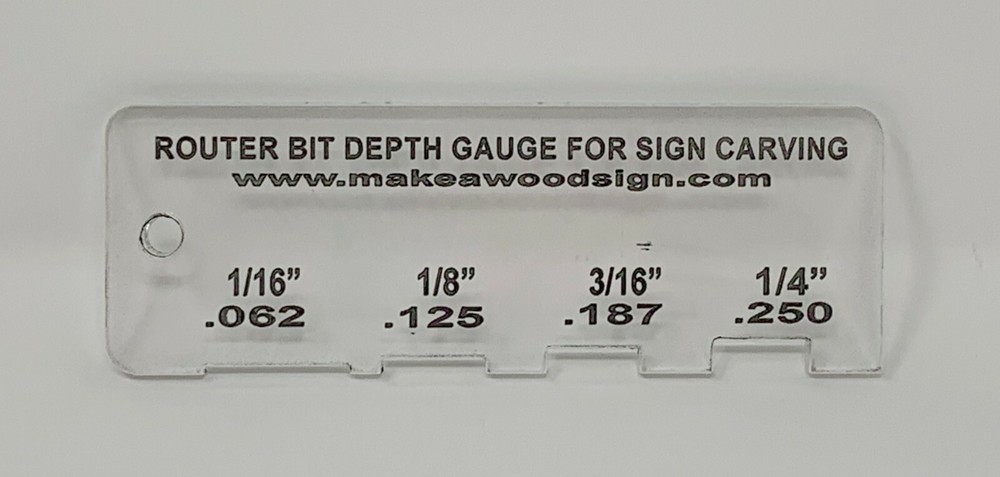 ROUTER BIT DEPTH GAUGE FOR SIGN CARVING
www.makeawoodsign.com
1/16” 1/8” 3/16” 1/4”
.062 .125 .187 .250